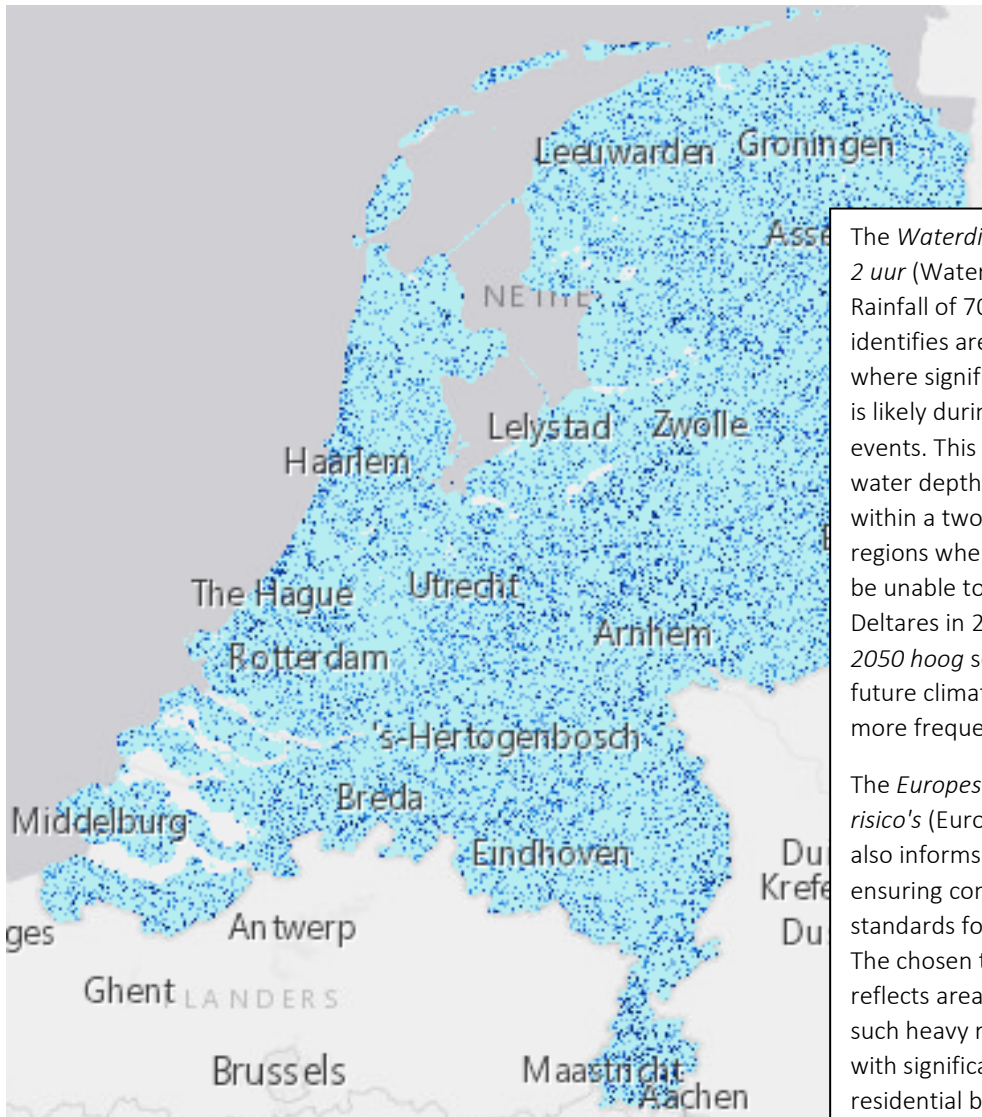 Leeuwarden
Groningen
Asse
NETHE
Lelystad
Zwolle
Haarlem
Utrecht
The Hague
Arnhem
Rotterdam
's-Hertogenbosch
Breda
Middelburg
Eindhoven
Dui
Krefe
Du
ges
Antwerp
Ghent
LANDERS
Brussels
Maastricht
Aachen
The Waterdi
2 uur (Water
Rainfall of 70
identifies are
where signif
is likely durin
events. This
water depth
within a two
regions whe
be unable to
Deltares in 2
2050 hoog s
future climat
more freque
The Europes
risico's (Euro
also informs
ensuring con
standards fo
The chosen t
reflects area
such heavy r
with significa
residential b